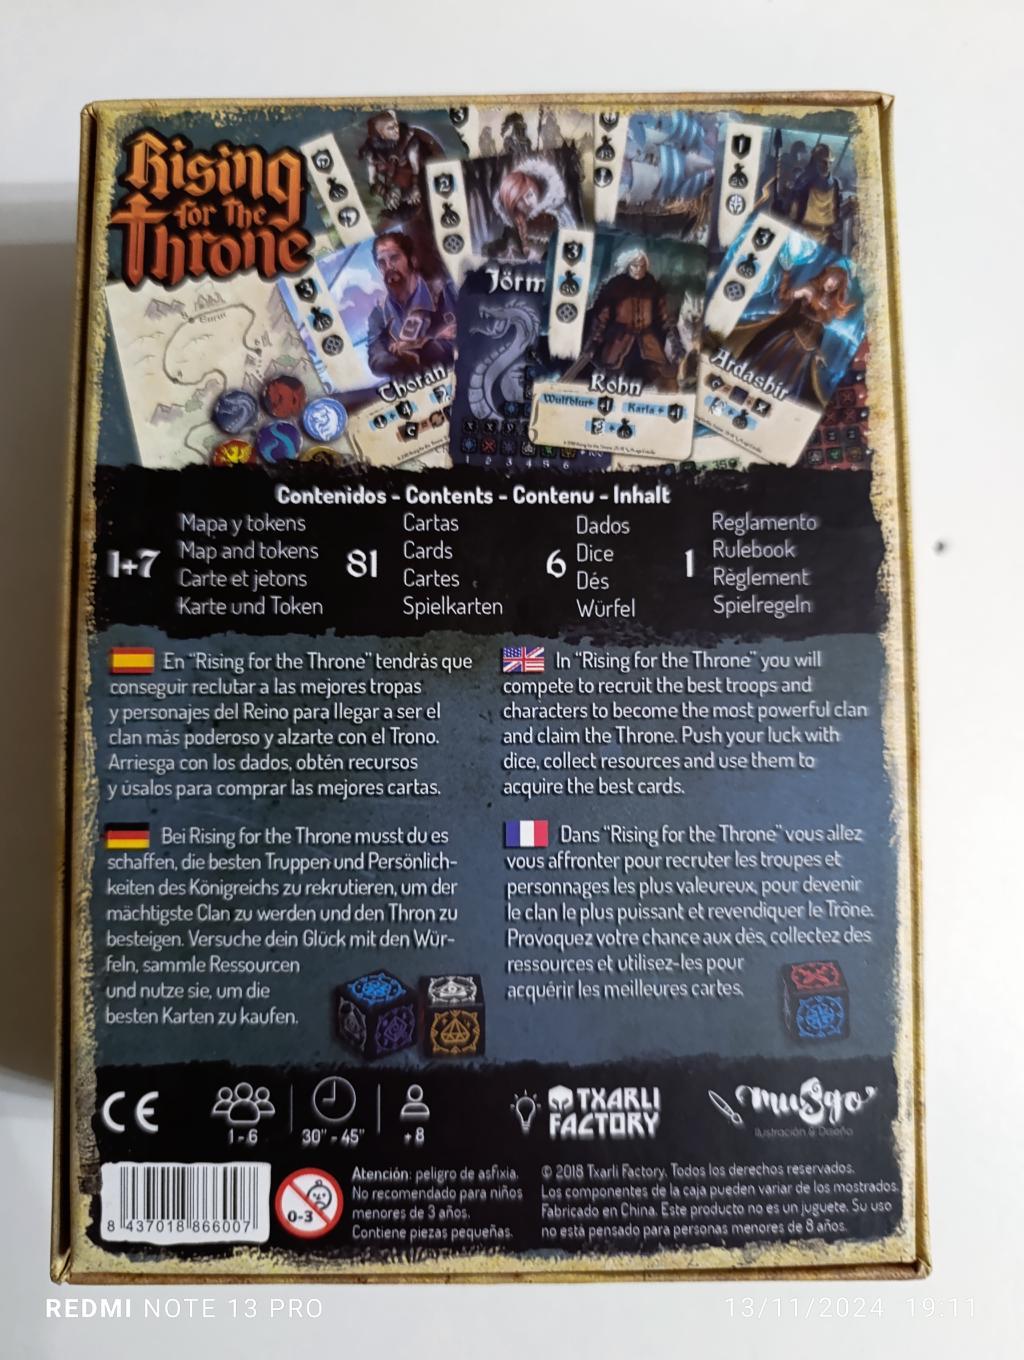 Rising
for The
Throne
Jörm
Thoran
Rohn
Wulfblut +1 Karla + 1
Ardashir
1 2 3 4 5 6
Contenidos - Contents - Contenu - Inhalt
1+7
Mapa y tokens
Map and tokens
Carte et jetons
Karte und Token
81
Cartas
Cards
Cartes
Spielkarten
6
Dados
Dice
Dés
Würfel
1
Reglamento
Rulebook
Règlement
Spielregeln
En “Rising for the Throne” tendrás que
conseguir reclutar a las mejores tropas
y personajes del Reino para llegar a ser el
clan más poderoso y alzarte con el Trono.
Arriesga con los dados, obtén recursos
y úsalos para comprar las mejores cartas.
In “Rising for the Throne” you will
compete to recruit the best troops and
characters to become the most powerful clan
and claim the Throne. Push your luck with
dice, collect resources and use them to
acquire the best cards.
Bei Rising for the Throne musst du es
schaffen, die besten Truppen und Persönlich-
keiten des Königreichs zu rekrutieren, um der
mächtigste Clan zu werden und den Thron zu
besteigen. Versuche dein Glück mit den Wür-
feln, sammle Ressourcen
und nutze sie, um die
besten Karten zu kaufen.
Dans “Rising for the Throne” vous allez
vous affronter pour recruter les troupes et
personnages les plus valeureux, pour devenir
le clan le plus puissant et revendiquer le Trône.
Provoquez votre chance aux dés, collectez des
ressources et utilisez-les pour
acquérir les meilleures cartes.
CE
1-6
30" - 45"
+8
TXARLI
FACTORY
musgo
Ilustración & Diseño
8 437018 866007
0-3
Atención: peligro de asfixia.
No recomendado para niños
menores de 3 años.
Contiene piezas pequeñas.
© 2018 Txarli Factory. Todos los derechos reservados.
Los componentes de la caja pueden variar de los mostrados.
Fabricado en China. Este producto no es un juguete. Su uso
no está pensado para personas menores de 8 años.
REDMI NOTE 13 PRO
13/11/2024 19:11